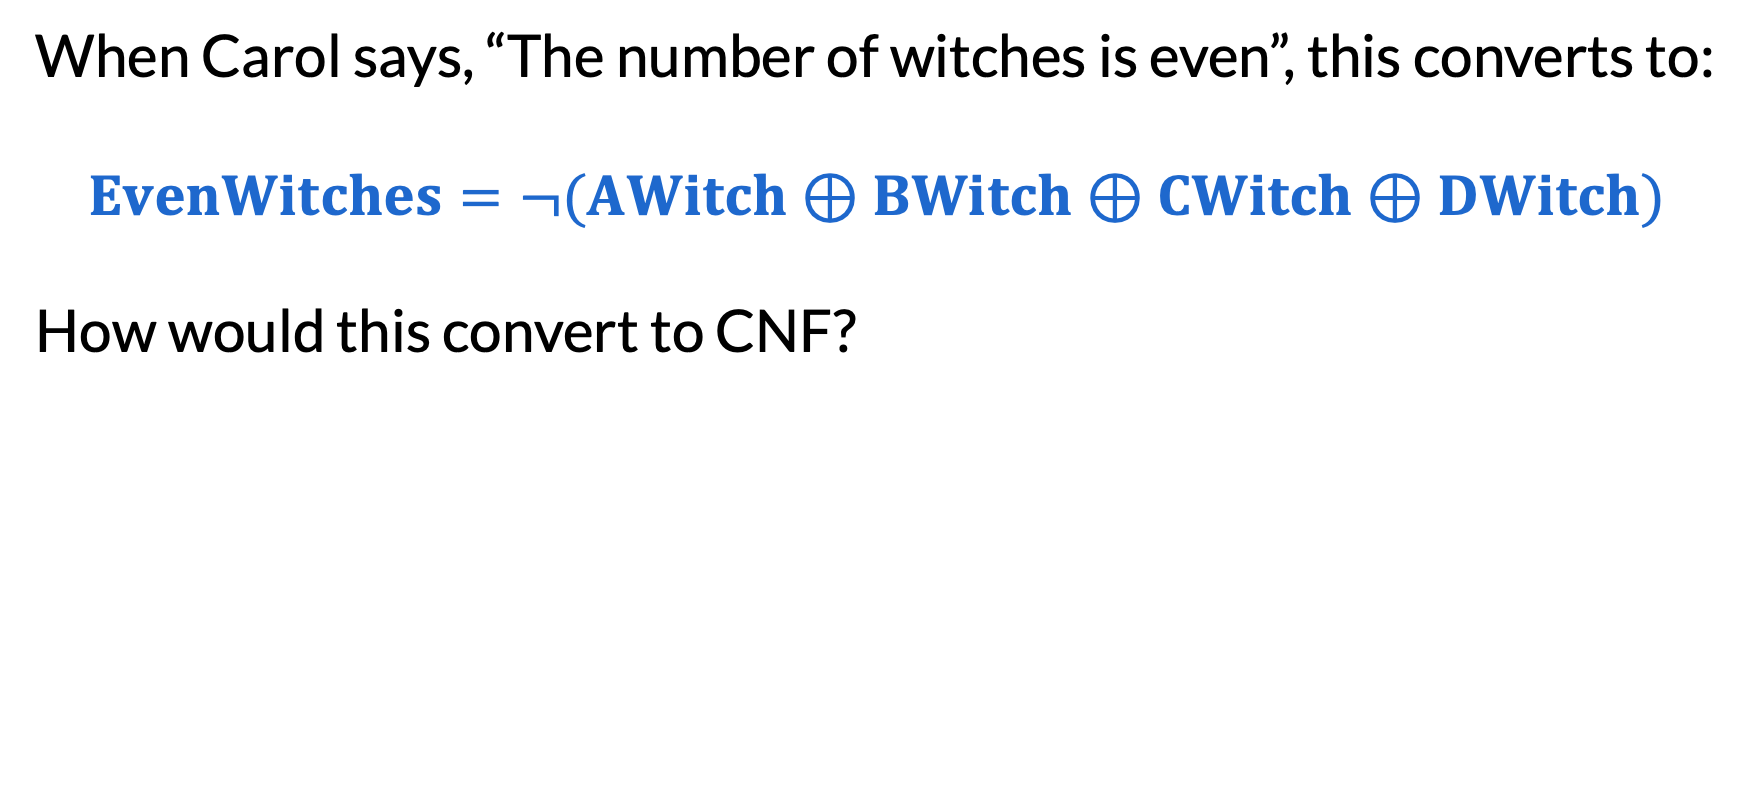 When Carol says, “The number of witches is even”, this converts to:
EvenWitches = ¬(AWitch ⊕ BWitch ⊕ CWitch ⊕ DWitch)
How would this convert to CNF?